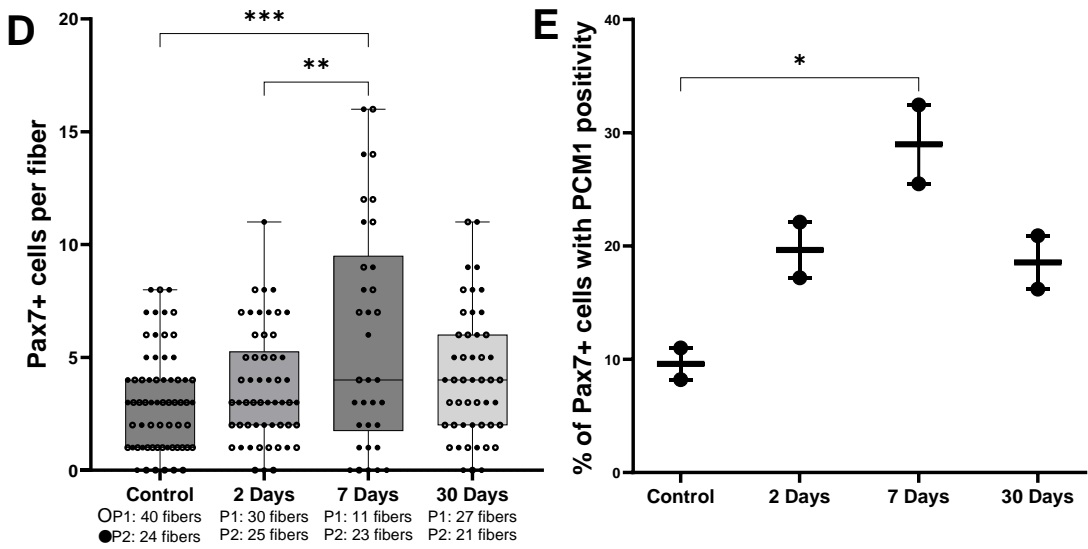 D
Pax7+ cells per fiber
20
15
10
5
0
***
**
Control 2 Days 7 Days 30 Days
P1: 40 fibers P1: 30 fibers P1: 11 fibers P1: 27 fibers
P2: 24 fibers P2: 25 fibers P2: 23 fibers P2: 21 fibers
E
% of Pax7+ cells with PCM1 positivity
40
30
20
10
0
*
Control 2 Days 7 Days 30 Days